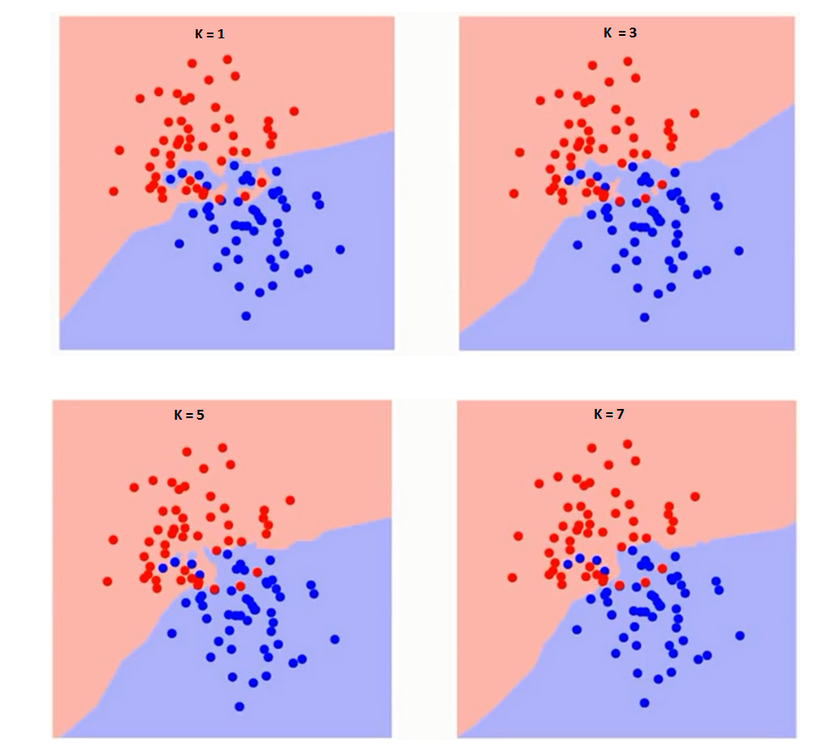 K = 1
K = 3
K = 5
K = 7